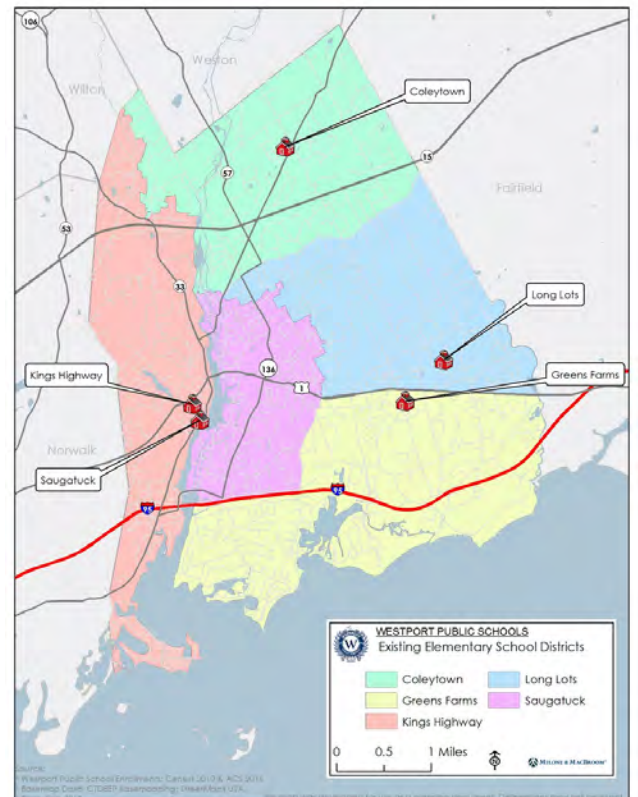 106
Weston
Wilton
Coleytown
57
15
Fairfield
53
33
Long Lots
Kings Highway
136
1
Greens Farms
Norwalk
Saugatuck
95
95
WESTPORT PUBLIC SCHOOLS
Existing Elementary School Districts
W
Coleytown
Long Lots
Greens Farms
Saugatuck
Kings Highway
0 0.5 1 Miles
MILONE & MACBROOM
Source: